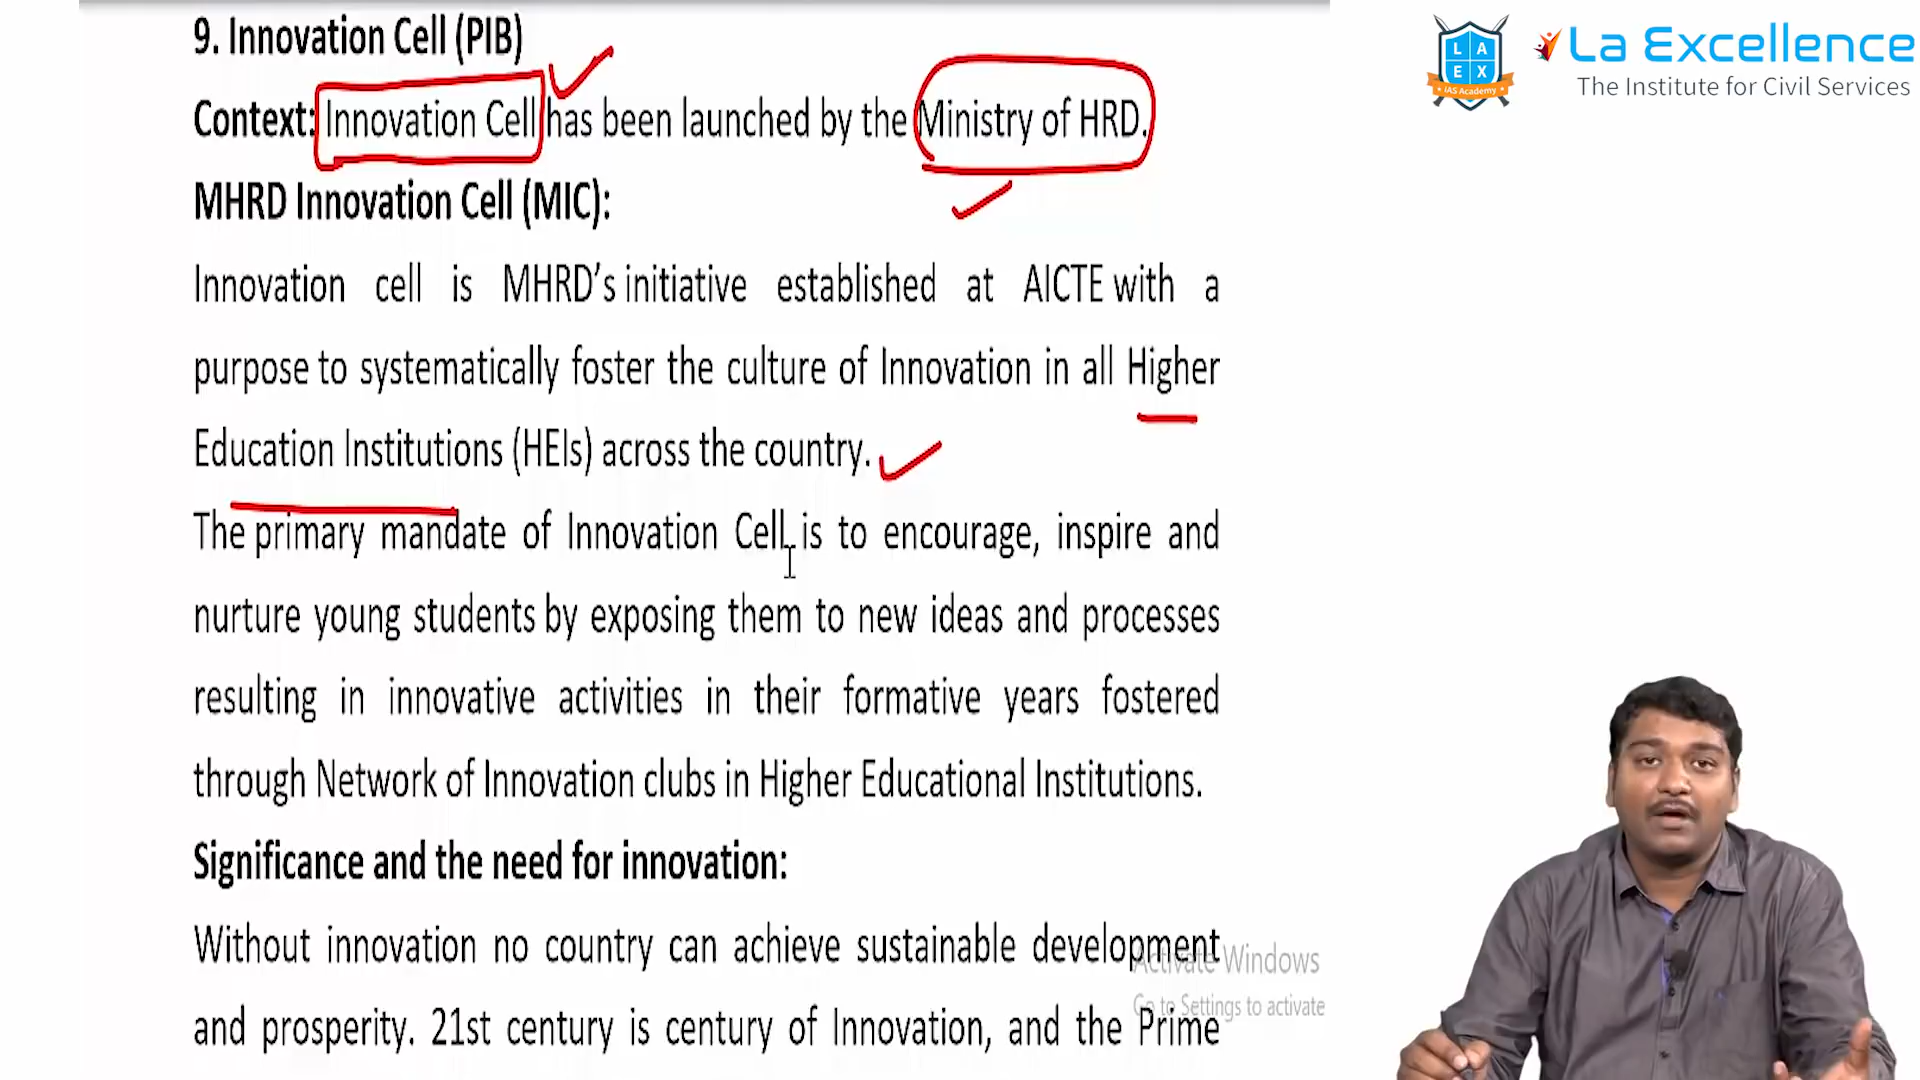 9. Innovation Cell (PIB)
Context: Innovation Cell has been launched by the Ministry of HRD.
MHRD Innovation Cell (MIC):
Innovation cell is MHRD’s initiative established at AICTE with a
purpose to systematically foster the culture of Innovation in all Higher
Education Institutions (HEIs) across the country.
The primary mandate of Innovation Cell is to encourage, inspire and
nurture young students by exposing them to new ideas and processes
resulting in innovative activities in their formative years fostered
through Network of Innovation clubs in Higher Educational Institutions.
Significance and the need for innovation:
Without innovation no country can achieve sustainable development
and prosperity. 21st century is century of Innovation, and the Prime
L A
E X
IAS Academy
La Excellence
The Institute for Civil Services
Activate Windows
Go to Settings to activate